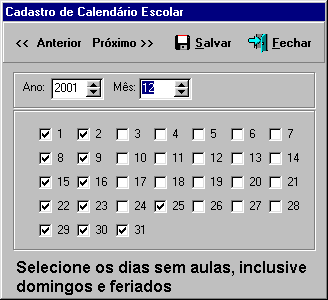 Cadastro de Calendário Escolar
<< Anterior Próximo >> Salvar Fechar
Ano: 2001 Mês: 12
1 2 3 4 5 6 7
8 9 10 11 12 13 14
15 16 17 18 19 20 21
22 23 24 25 26 27 28
29 30 31
Selecione os dias sem aulas, inclusive
domingos e feriados